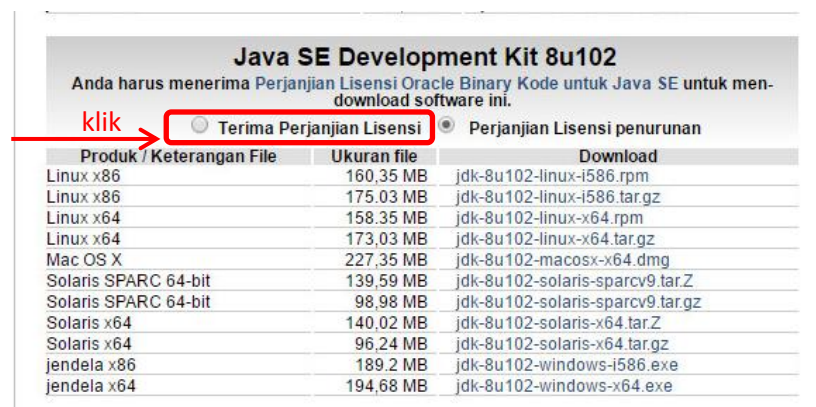 Java SE Development Kit 8u102
Anda harus menerima Perjanjian Lisensi Oracle Binary Kode untuk Java SE untuk men-
download software ini.
klik
Terima Perjanjian Lisensi Perjanjian Lisensi penurunan
Produk / Keterangan File Ukuran file Download
Linux x86 160,35 MB jdk-8u102-linux-i586.rpm
Linux x86 175.03 MB jdk-8u102-linux-i586.tar.gz
Linux x64 158.35 MB jdk-8u102-linux-x64.rpm
Linux x64 173,03 MB jdk-8u102-linux-x64.tar.gz
Mac OS X 227,35 MB jdk-8u102-macosx-x64.dmg
Solaris SPARC 64-bit 139,59 MB jdk-8u102-solaris-sparcv9.tar.Z
Solaris SPARC 64-bit 98,98 MB jdk-8u102-solaris-sparcv9.tar.gz
Solaris x64 140,02 MB jdk-8u102-solaris-x64.tar.Z
Solaris x64 96,24 MB jdk-8u102-solaris-x64.tar.gz
jendela x86 189.2 MB jdk-8u102-windows-i586.exe
jendela x64 194,68 MB jdk-8u102-windows-x64.exe